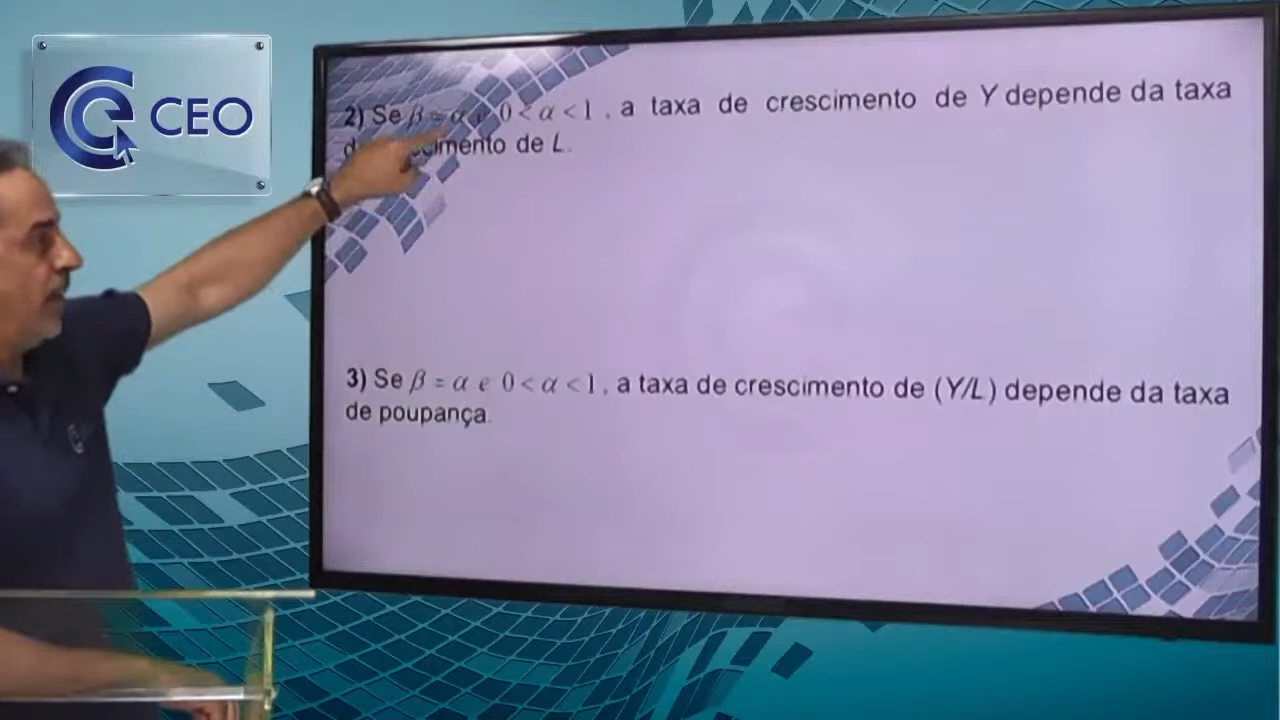 CEO
2) Se β = α e 0 < α < 1 , a taxa de crescimento de Y depende da taxa
cimento de L.
3) Se β = α e 0 < α < 1 , a taxa de crescimento de (Y/L) depende da taxa
de poupança.